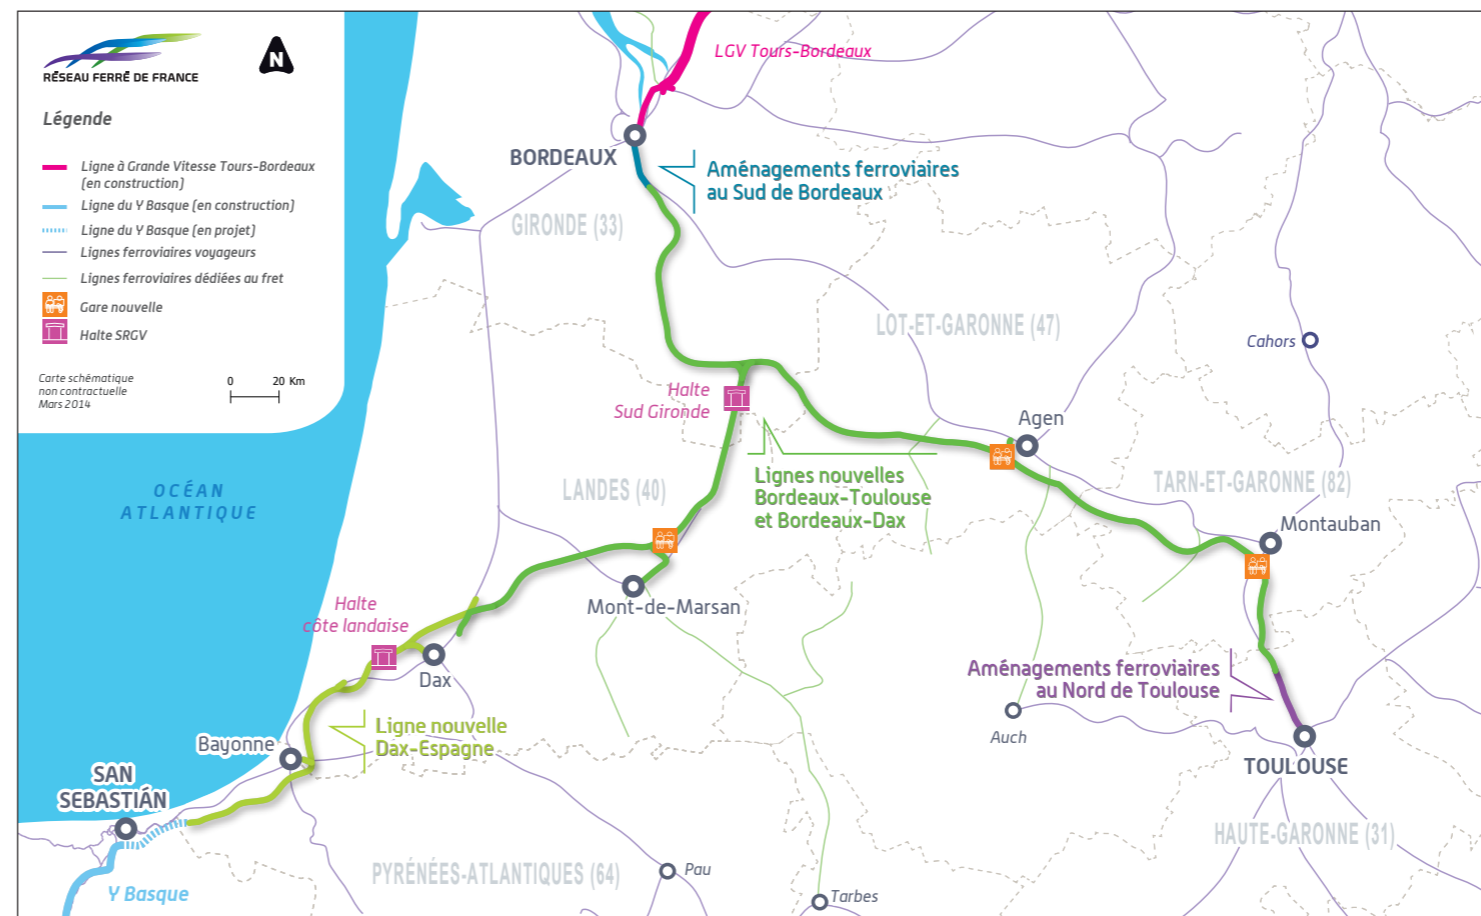 RÉSEAU FERRÉ DE FRANCE
N
Légende
Ligne à Grande Vitesse Tours-Bordeaux
(en construction)
Ligne du Y Basque (en construction)
Ligne du Y Basque (en projet)
Lignes ferroviaires voyageurs
Lignes ferroviaires dédiées au fret
Gare nouvelle
Halte SRGV
Carte schématique
non contractuelle
Mars 2014
0 20 Km
LGV Tours-Bordeaux
BORDEAUX
Aménagements ferroviaires
au Sud de Bordeaux
GIRONDE (33)
LOT-ET-GARONNE (47)
Cahors
Halte
Sud Gironde
Agen
Lignes nouvelles
Bordeaux-Toulouse
et Bordeaux-Dax
TARN-ET-GARONNE (82)
Montauban
OCÉAN
ATLANTIQUE
LANDES (40)
Mont-de-Marsan
Halte
côte landaise
Dax
Aménagements ferroviaires
au Nord de Toulouse
Auch
Ligne nouvelle
Dax-Espagne
Bayonne
TOULOUSE
SAN
SEBASTIÁN
HAUTE-GARONNE (31)
PYRÉNÉES-ATLANTIQUES (64)
Pau
Y Basque
Tarbes